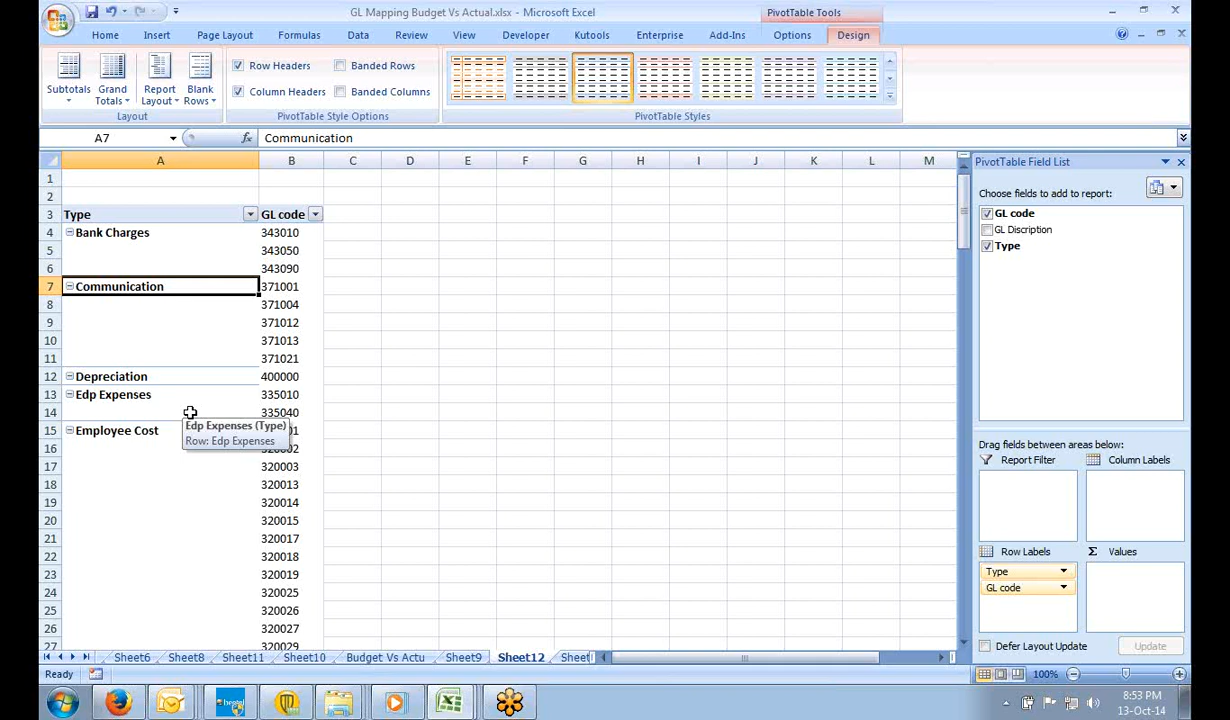 GL Mapping Budget Vs Actual.xlsx - Microsoft Excel
PivotTable Tools
Home Insert Page Layout Formulas Data Review View Developer Kutools Enterprise Add-Ins Options Design
Subtotals
Grand Totals
Report Layout
Blank Rows
Layout
Row Headers
Banded Rows
Column Headers
Banded Columns
PivotTable Style Options
PivotTable Styles
A7 fx Communication
A B C D E F G H I J K L M
1
2
3 Type GL code
4 Bank Charges 343010
5 343050
6 343090
7 Communication 371001
8 371004
9 371012
10 371013
11 371021
12 Depreciation 400000
13 Edp Expenses 335010
14 335040
15 Employee Cost
16
17 320003
18 320013
19 320014
20 320015
21 320017
22 320018
23 320019
24 320025
25 320026
26 320027
27 320029
Edp Expenses (Type)
Row: Edp Expenses
PivotTable Field List
Choose fields to add to report:
GL code
GL Discription
Type
Drag fields between areas below:
Report Filter
Column Labels
Row Labels
Σ Values
Type
GL code
Defer Layout Update
Update
Sheet6 Sheet8 Sheet11 Sheet10 Budget Vs Actu Sheet9 Sheet12 Sheet
Ready
100%
8:53 PM
13-Oct-14